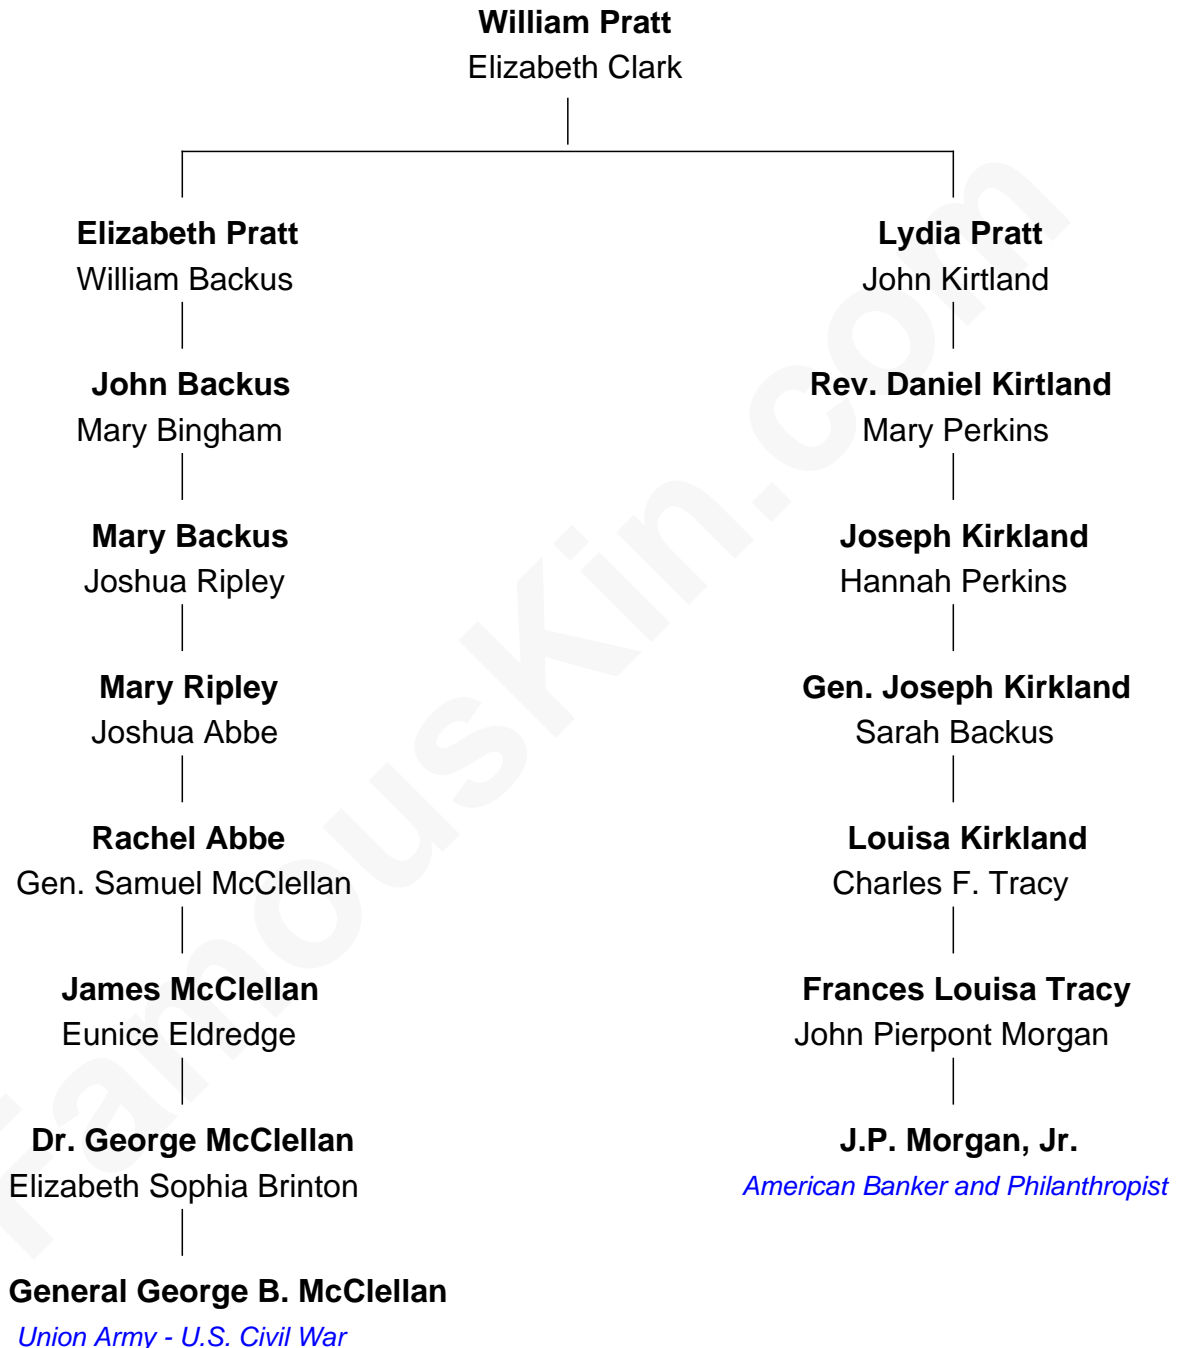 William Pratt
Elizabeth Clark
Elizabeth Pratt
William Backus
John Backus
Mary Bingham
Mary Backus
Joshua Ripley
Mary Ripley
Joshua Abbe
Rachel Abbe
Gen. Samuel McClellan
James McClellan
Eunice Eldredge
Dr. George McClellan
Elizabeth Sophia Brinton
General George B. McClellan
Union Army - U.S. Civil War
Lydia Pratt
John Kirtland
Rev. Daniel Kirtland
Mary Perkins
Joseph Kirkland
Hannah Perkins
Gen. Joseph Kirkland
Sarah Backus
Louisa Kirkland
Charles F. Tracy
Frances Louisa Tracy
John Pierpont Morgan
J.P. Morgan, Jr.
American Banker and Philanthropist
FamousKin.com